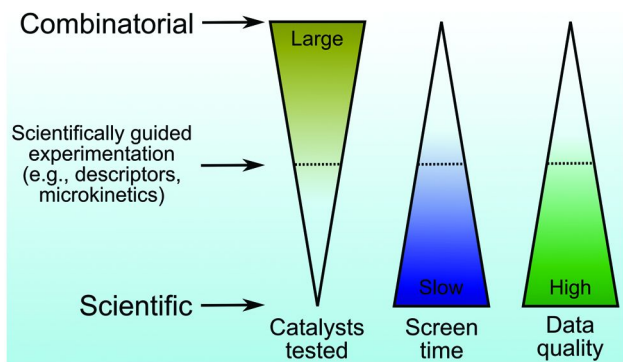 Combinatorial
Large
Scientifically guided
experimentation
(e.g., descriptors,
microkinetics)
Scientific
Slow
High
Catalysts
tested
Screen
time
Data
quality